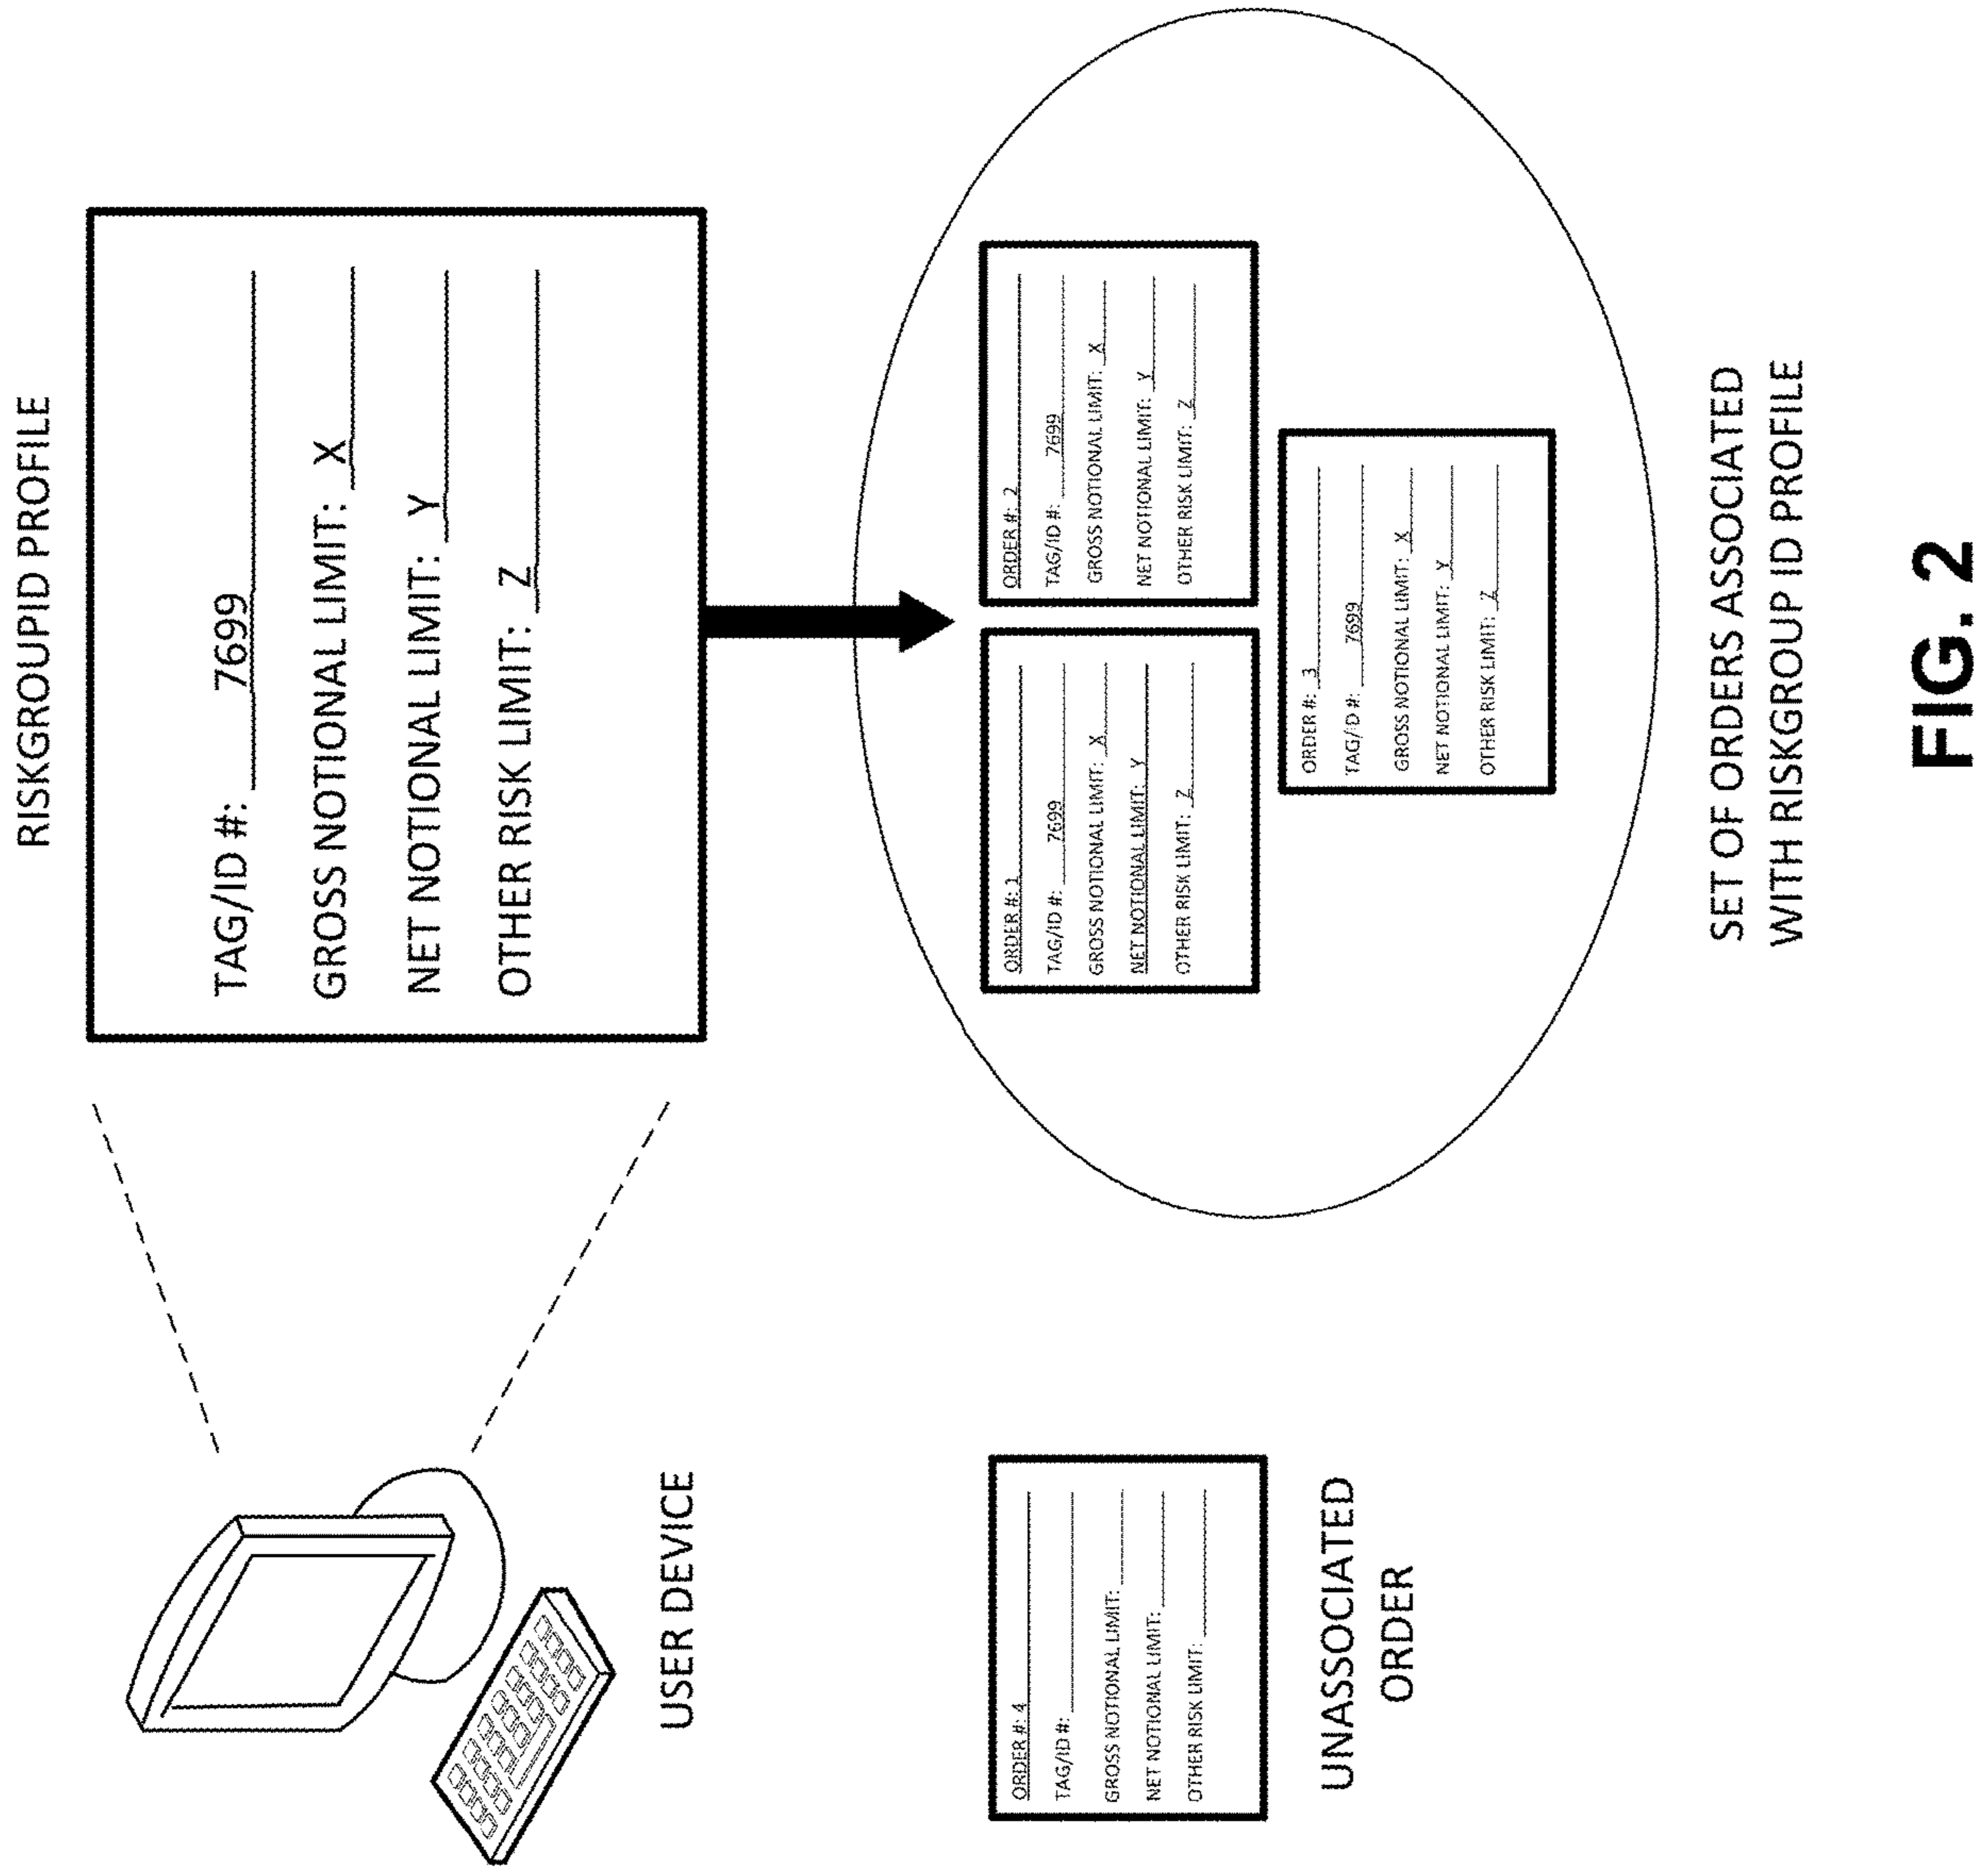 RISKGROUPID PROFILE
TAG/ID #: 7699
GROSS NOTIONAL LIMIT: X
NET NOTIONAL LIMIT: Y
OTHER RISK LIMIT: Z
USER DEVICE
ORDER #: 4
TAG/ID #:
GROSS NOTIONAL LIMIT:
NET NOTIONAL LIMIT:
OTHER RISK LIMIT:
UNASSOCIATED
ORDER
ORDER #: 1
TAG/ID #: 7699
GROSS NOTIONAL LIMIT: X
NET NOTIONAL LIMIT: Y
OTHER RISK LIMIT: Z
ORDER #: 2
TAG/ID #: 7699
GROSS NOTIONAL LIMIT: X
NET NOTIONAL LIMIT: Y
OTHER RISK LIMIT: Z
ORDER #: 3
TAG/ID #: 7699
GROSS NOTIONAL LIMIT: X
NET NOTIONAL LIMIT: Y
OTHER RISK LIMIT: Z
SET OF ORDERS ASSOCIATED
WITH RISKGROUP ID PROFILE
FIG. 2